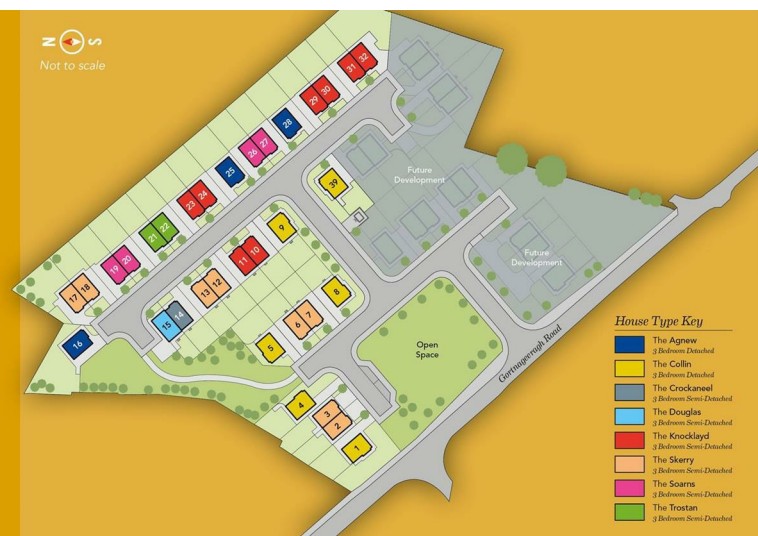 N S
Not to scale
32
31
30
29
28
27
26
25
24
23
22
21
20
19
18
17
16
39
Future
Development
9
10
11
12
13
14
15
8
7
6
5
Future
Development
Open
Space
Gortnageeragh Road
4
3
2
1
House Type Key
The Agnew
3 Bedroom Detached
The Collin
3 Bedroom Detached
The Crockaneel
3 Bedroom Semi-Detached
The Douglas
3 Bedroom Semi-Detached
The Knocklayd
3 Bedroom Semi-Detached
The Skerry
3 Bedroom Semi-Detached
The Soarns
3 Bedroom Semi-Detached
The Trostan
3 Bedroom Semi-Detached